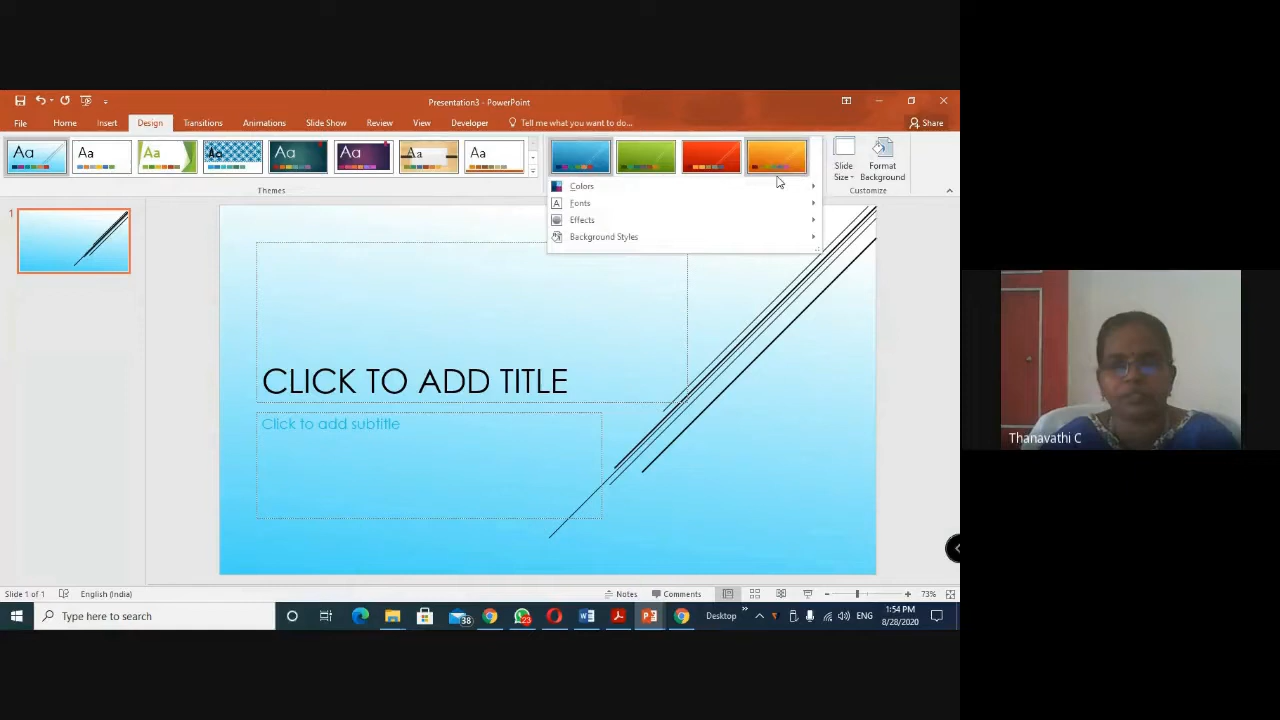 Presentation3 - PowerPoint
File Home Insert Design Transitions Animations Slide Show Review View Developer Tell me what you want to do... Share
Aa Aa Aa Aa Aa Aa Aa Aa
Themes
Colors
Fonts
Effects
Background Styles
Slide Size
Format Background
Customize
1
CLICK TO ADD TITLE
Click to add subtitle
Thanavathi C
Slide 1 of 1 English (India) Notes Comments 73%
Type here to search 38 23 Desktop ENG 1:54 PM
8/28/2020